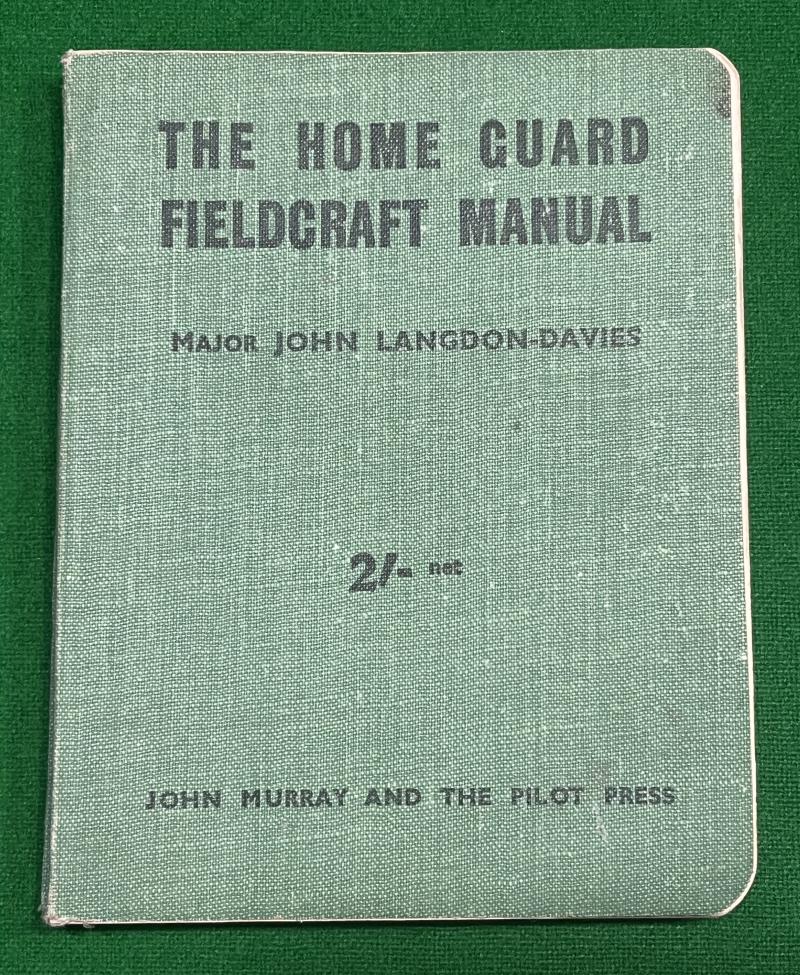 THE HOME GUARD
FIELDCRAFT MANUAL
MAJOR JOHN LANGDON-DAVIES
2/- net
JOHN MURRAY AND THE PILOT PRESS